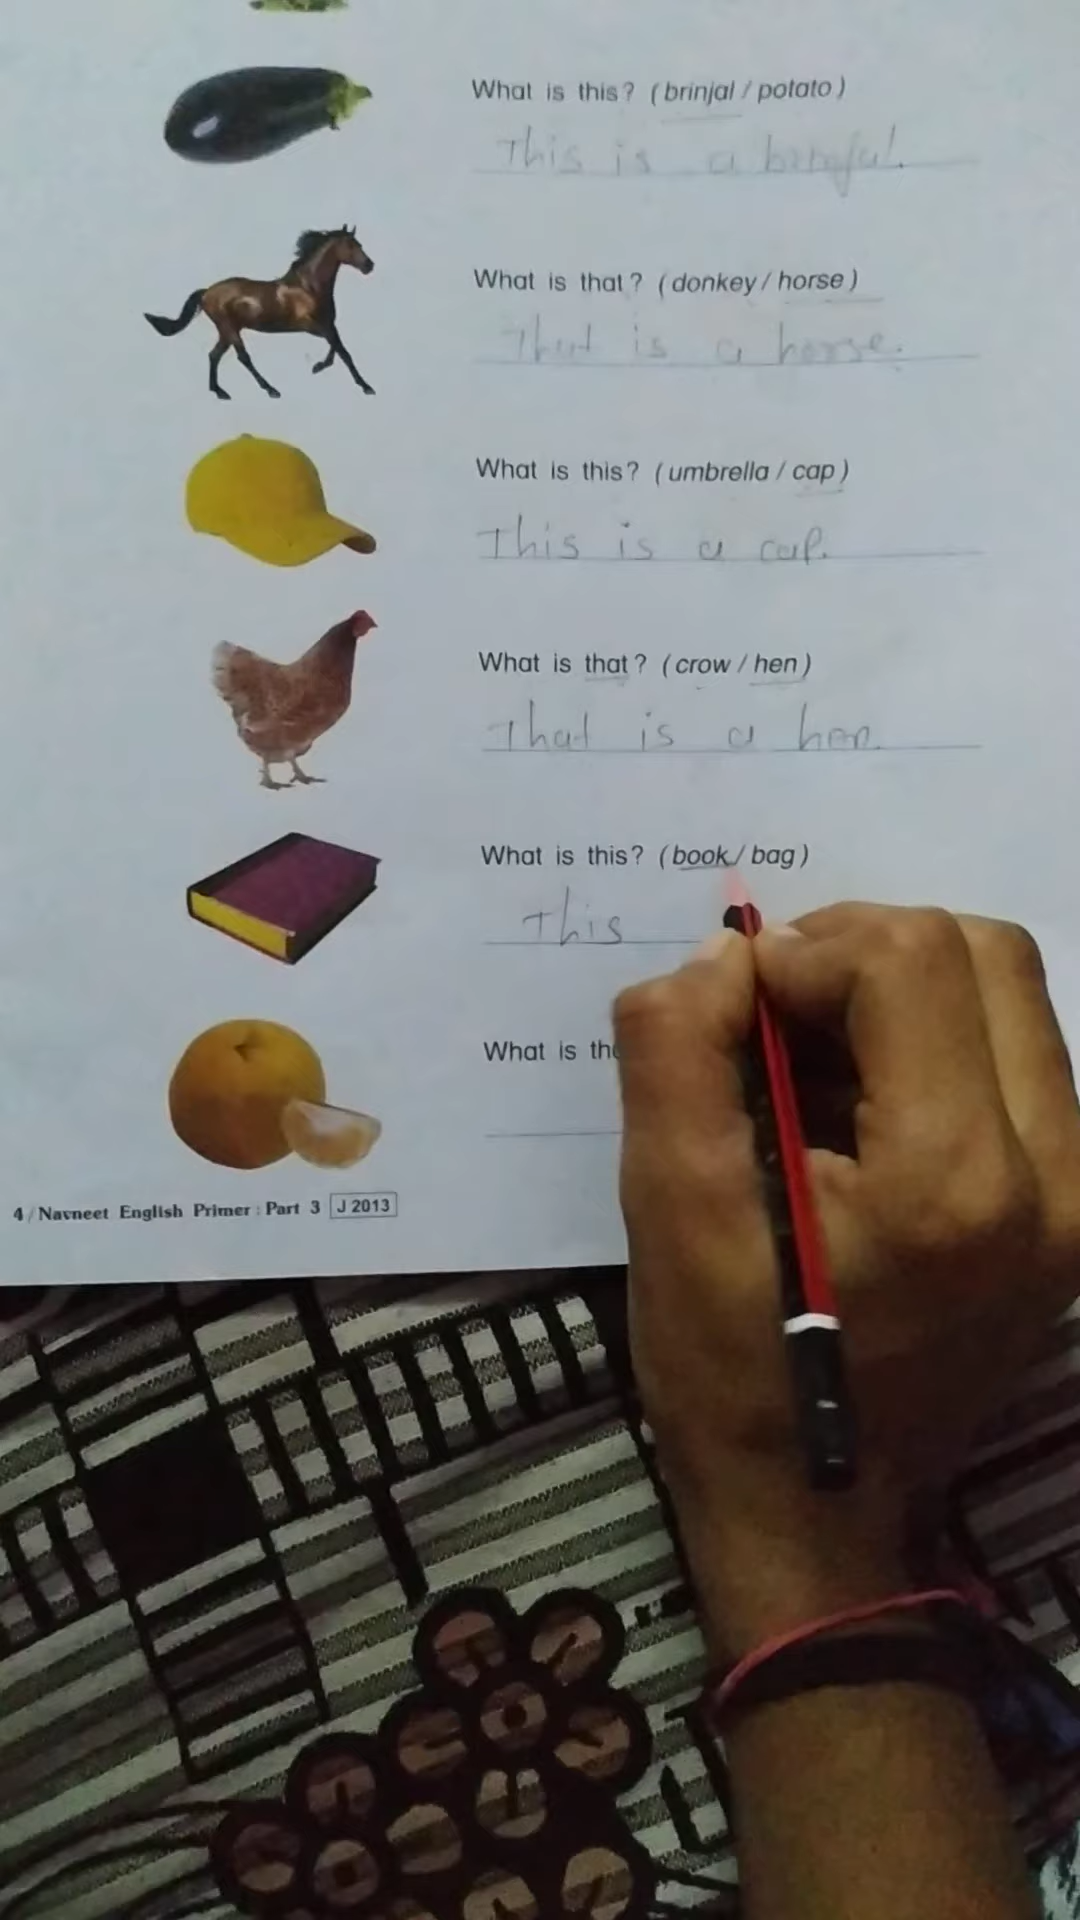 What is this? (brinjal / potato)
This is a brinjal.
What is that? (donkey / horse)
That is a horse.
What is this? (umbrella / cap)
This is a cap.
What is that? (crow / hen)
That is a hen.
What is this? (book / bag)
This
What is
4 / Navneet English Primer : Part 3 J 2013